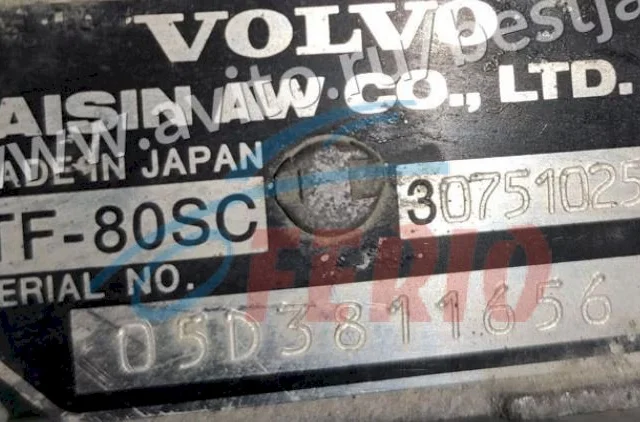 VOLVO
AISIN AW CO., LTD.
MADE IN JAPAN
TF-80SC 30751025
SERIAL NO.
05D3811656
www.avito.ru/bestja
FERIO